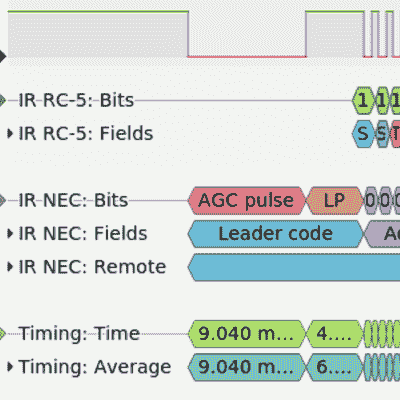 IR RC-5: Bits 1 1 1
IR RC-5: Fields S S
IR NEC: Bits AGC pulse LP 0 0 0
IR NEC: Fields Leader code
IR NEC: Remote
Timing: Time 9.040 m... 4....
Timing: Average 9.040 m... 6....